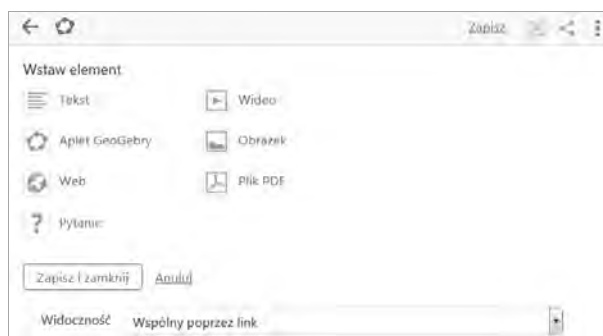 Zapisz
Wstaw element
Tekst
Wideo
Aplet GeoGebry
Obrazek
Web
Plik PDF
Pytanie
Zapisz i zamknij
Anuluj
Widoczność
Wspólny poprzez link